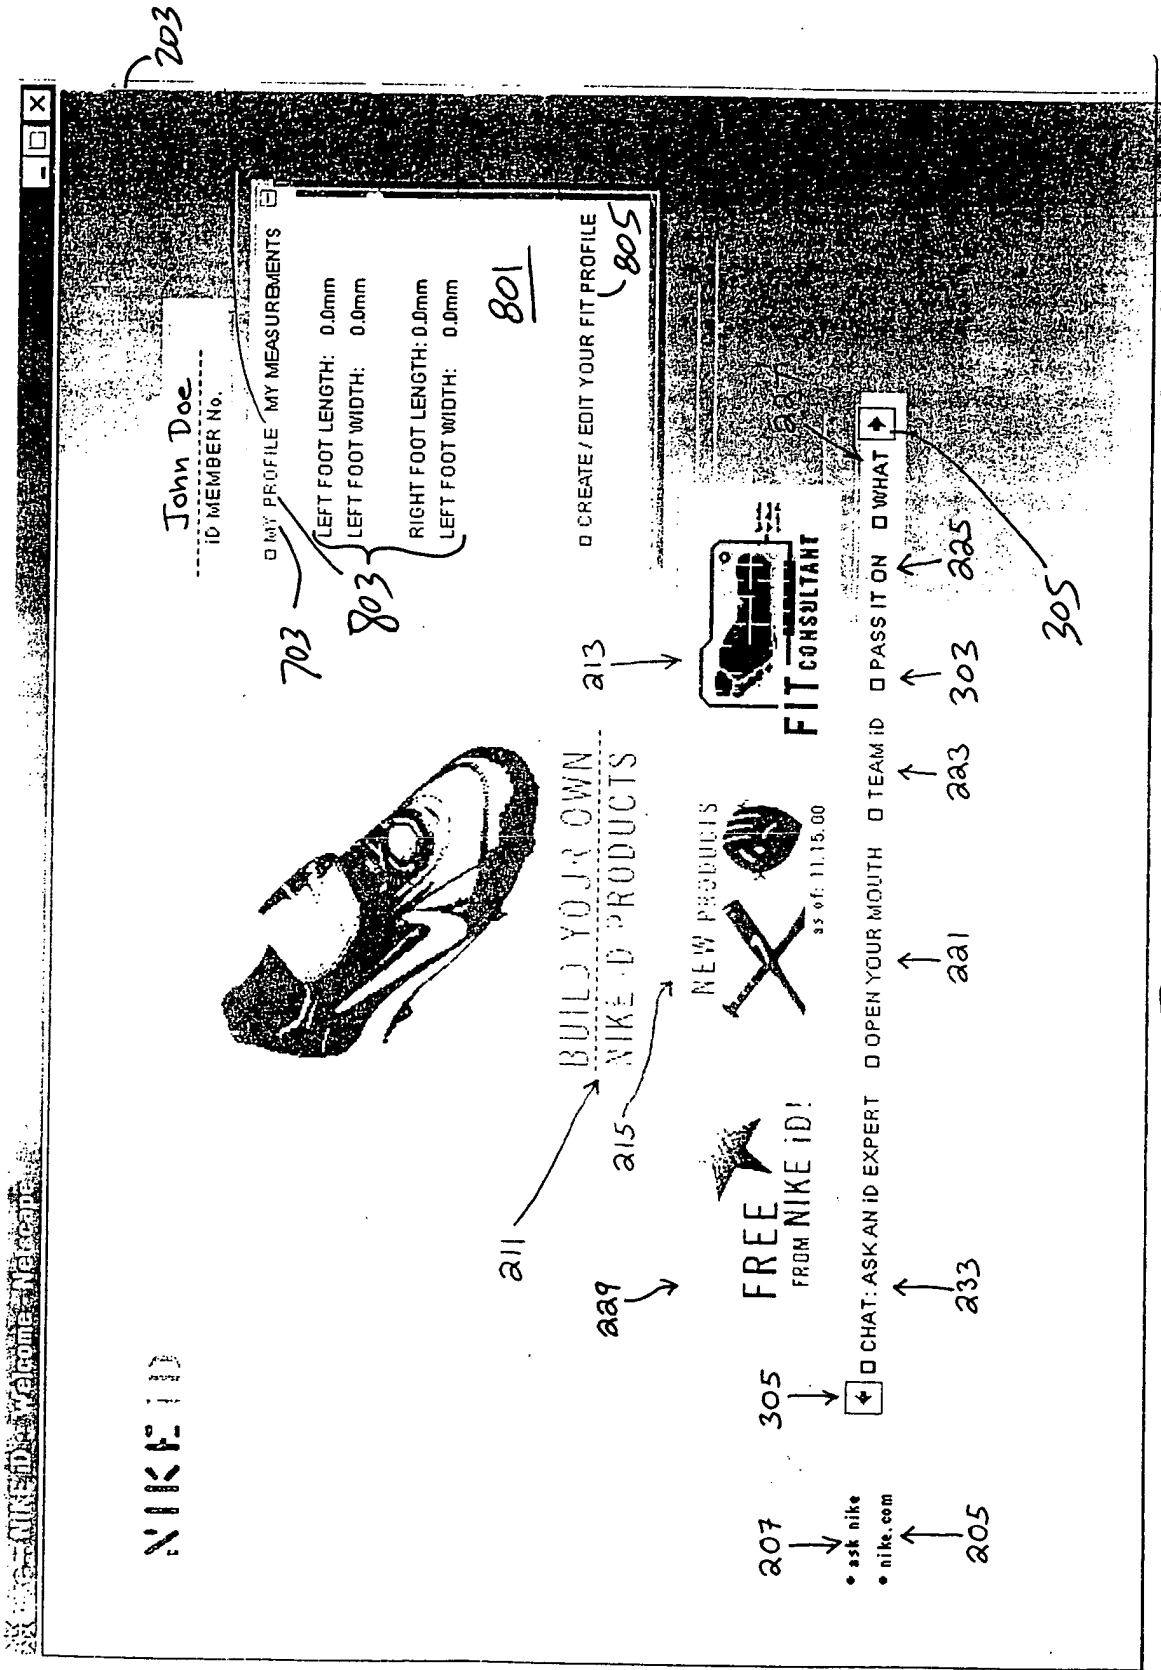 NIKE iD - Welcome - Netscape
203
NIKE iD
John Doe
iD MEMBER No.
703
MY PROFILE MY MEASUREMENTS
803
LEFT FOOT LENGTH: 0.0mm
LEFT FOOT WIDTH: 0.0mm
RIGHT FOOT LENGTH: 0.0mm
LEFT FOOT WIDTH: 0.0mm
801
CREATE / EDIT YOUR FIT PROFILE
805
211
BUILD YOUR OWN
NIKE iD PRODUCTS
213
215
229
FREE
FROM NIKE iD!
NEW PRODUCTS
as of: 11.15.00
FIT CONSULTANT
227
305
207
ask nike
nike.com
205
CHAT: ASK AN iD EXPERT OPEN YOUR MOUTH TEAM iD PASS IT ON WHAT
233
221
223
303
225
305